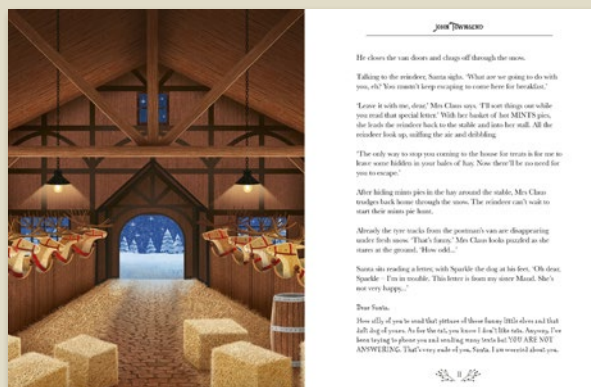 JOHN TOWNSEND
He closes the van doors and chugs off through the snow.
Talking to the reindeer, Santa sighs. 'What are we going to do with
you, eh? You mustn't keep escaping to come here for breakfast.'
'Leave it with me, dear,' Mrs Claus says. 'I'll sort things out while
you read that special letter.' With her basket of hot MINTS pies,
she leads the reindeer back to the stable and into her stall. All the
reindeer look up, sniffing the air and dribbling.
'The only way to stop you coming to the house for treats is for me to
leave some hidden in your bales of hay. Now there'll be no need for
you to escape.'
After hiding mints pies in the hay around the stable, Mrs Claus
trudges back home through the snow. The reindeer can't wait to
start their mints pie hunt.
Already the tyre tracks from the postman's van are disappearing
under fresh snow. 'That's funny.' Mrs Claus looks puzzled as she
stares at the ground. 'How odd...'
Santa sits reading a letter, with Sparkle the dog at his feet. 'Oh dear,
Sparkle – I'm in trouble. This letter is from my sister Maud. She's
not very happy...'
Dear Santa,
How silly of you to send that picture of those funny little elves and that
daft dog of yours. As for the cat, you know I don't like cats. Anyway, I've
been trying to phone you and sending many texts but YOU ARE NOT
ANSWERING. That's very rude of you, Santa. I am worried about you.
11